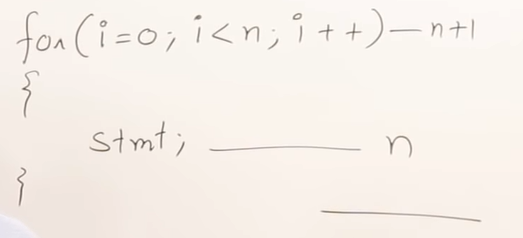 for(i=0; i<n; i++)—n+1
{
stmt; ——— n
}